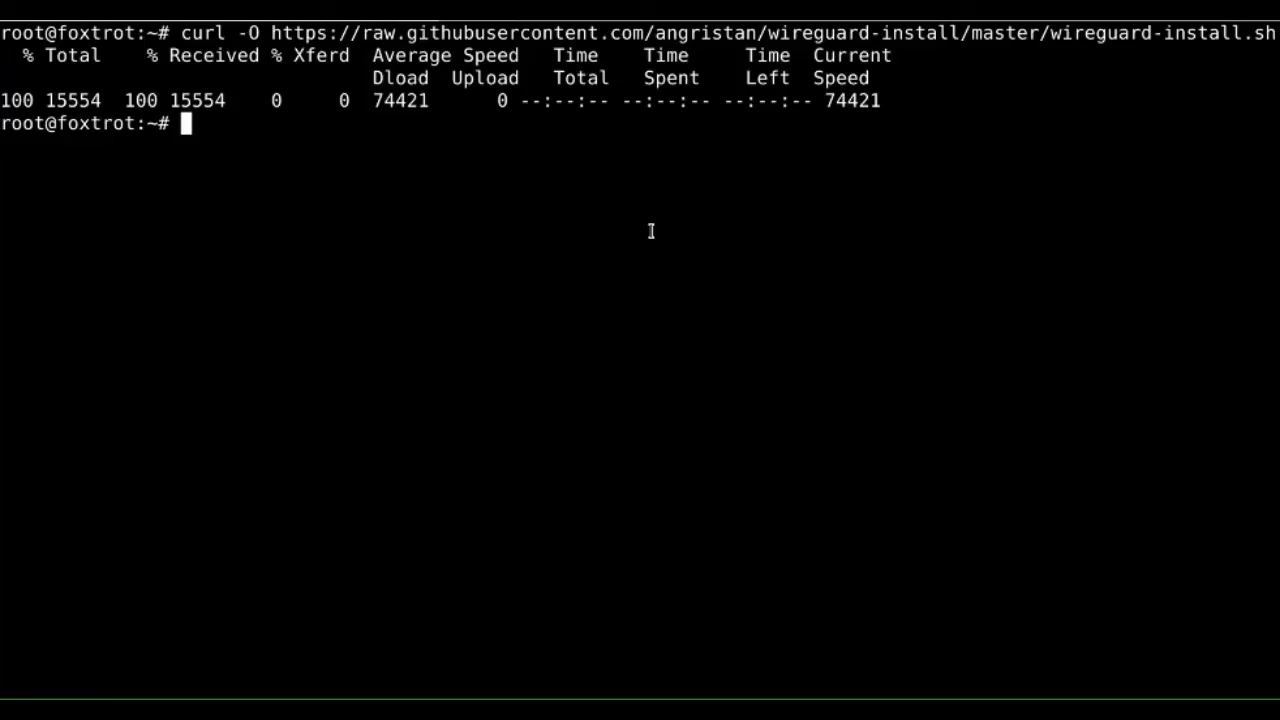 root@foxtrot:~# curl -O https://raw.githubusercontent.com/angristan/wireguard-install/master/wireguard-install.sh
  % Total    % Received % Xferd  Average Speed   Time    Time     Time  Current
                                 Dload  Upload   Total   Spent    Left  Speed
100 15554  100 15554    0     0  74421      0 --:--:-- --:--:-- --:--:-- 74421
root@foxtrot:~#